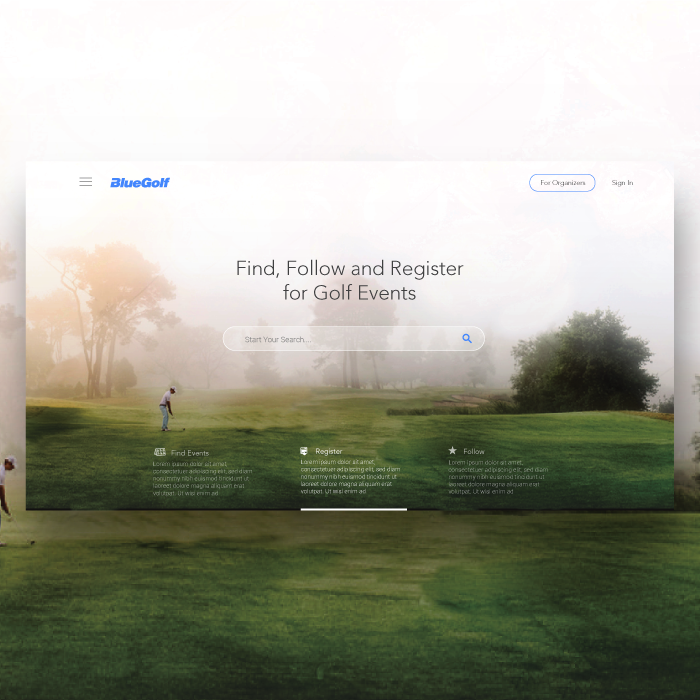 BlueGolf
For Organizers
Sign In
Find, Follow and Register
for Golf Events
Start Your Search...
Find Events
Lorem ipsum dolor sit amet,
consectetuer adipiscing elit, sed diam
nonummy nibh euismod tincidunt ut
laoreet dolore magna aliquam erat
volutpat. Ut wisi enim ad
Register
Lorem ipsum dolor sit amet,
consectetuer adipiscing elit, sed diam
nonummy nibh euismod tincidunt ut
laoreet dolore magna aliquam erat
volutpat. Ut wisi enim ad
Follow
Lorem ipsum dolor sit amet,
consectetuer adipiscing elit, sed diam
nonummy nibh euismod tincidunt ut
laoreet dolore magna aliquam erat
volutpat. Ut wisi enim ad